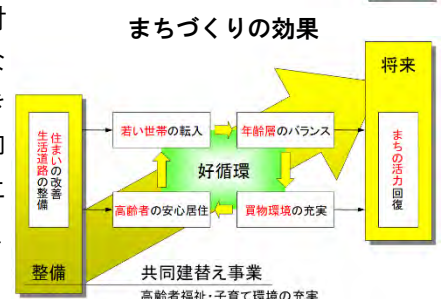 まちづくりの効果
将来
住まいの改善
生活道路の整備
若い世帯の転入
年齢層のバランス
好循環
高齢者の安心居住
買物環境の充実
まちの活力回復
整備
共同建替え事業
高齢者福祉・子育て環境の充実